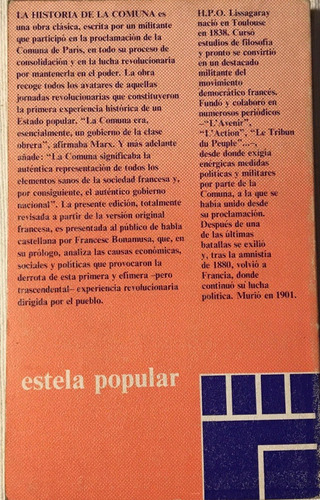 LA HISTORIA DE LA COMUNA es
una obra clásica, escrita por un militante
que participó en la proclamación de la
Comuna de Paris, en todo su proceso de
consolidación y en la lucha revolucionaria
por mantenerla en el poder. La obra
recoge todos los avatares de aquellas
jornadas revolucionarias que constituyeron
la primera experiencia histórica de un
Estado popular. “La Comuna era,
esencialmente, un gobierno de la clase
obrera”, afirmaba Marx. Y más adelante
añade: “La Comuna significaba la
auténtica representación de todos los
elementos sanos de la sociedad francesa y,
por consiguiente, el auténtico gobierno
nacional”. La presente edición, totalmente
revisada a partir de la versión original
francesa, es presentada al público de habla
castellana por Francesc Bonamusa, que, en
su prólogo, analiza las causas económicas,
sociales y politicas que provocaron la
derrota de esta primera y efímera –pero
trascendental– experiencia revolucionaria
dirigida por el pueblo.
H.P.O. Lissagaray
nació en Toulouse
en 1838. Cursó
estudios de filosofía
y pronto se convirtió
en un destacado
militante del
movimiento
democrático francés.
Fundó y colaboró en
numerosos periódicos
–“L'Avenir”,
“L'Action”, “Le Tribun
du Peuple”...–,
desde donde exigía
enérgicas medidas
políticas y militares
por parte de la
Comuna, a la que se
había unido desde
su proclamación.
Después de una
de las últimas
batallas se exilió
y, tras la amnistía
de 1880, volvió a
Francia, donde
continuó su lucha
política. Murió en 1901.
estela popular